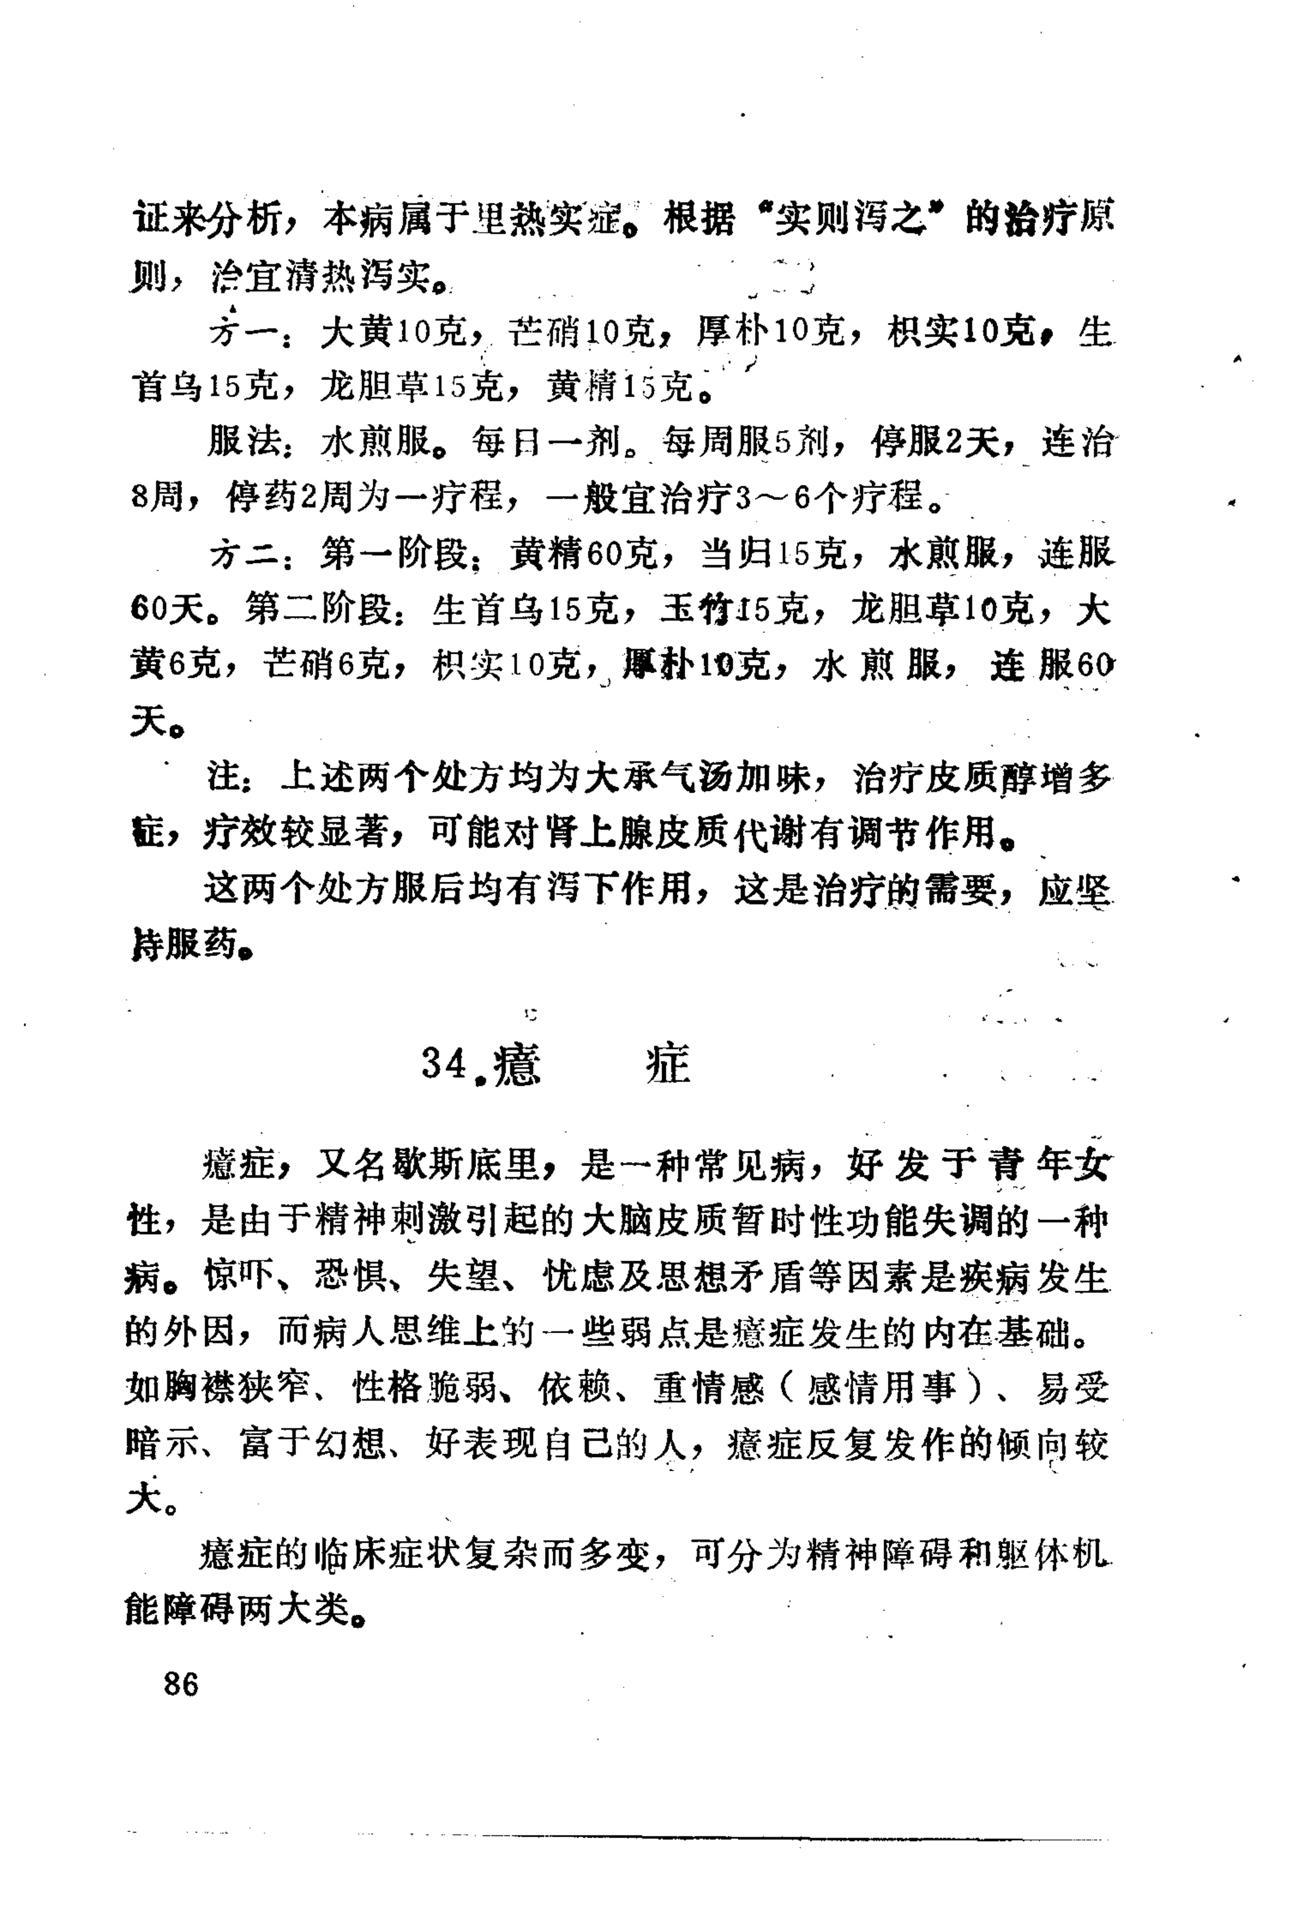 证来分析，本病属于里热实症。根据“实则泻之”的治疗原
则，治宜清热泻实。
方一：大黄10克，芒硝10克，厚朴10克，枳实10克，生
首乌15克，龙胆草15克，黄精15克。
服法：水煎服。每日一剂。每周服5剂，停服2天，连治
8周，停药2周为一疗程，一般宜治疗3～6个疗程。
方二：第一阶段：黄精60克，当归15克，水煎服，连服
60天。第二阶段：生首乌15克，玉竹15克，龙胆草10克，大
黄6克，芒硝6克，枳实10克，厚朴10克，水煎服，连服60
天。
注：上述两个处方均为大承气汤加味，治疗皮质醇增多
症，疗效较显著，可能对肾上腺皮质代谢有调节作用。
这两个处方服后均有泻下作用，这是治疗的需要，应坚
持服药。
34.癔　症
癔症，又名歇斯底里，是一种常见病，好发于青年女
性，是由于精神刺激引起的大脑皮质暂时性功能失调的一种
病。惊吓、恐惧、失望、忧虑及思想矛盾等因素是疾病发生
的外因，而病人思维上的一些弱点是癔症发生的内在基础。
如胸襟狭窄、性格脆弱、依赖、重情感（感情用事）、易受
暗示、富于幻想、好表现自己的人，癔症反复发作的倾向较
大。
癔症的临床症状复杂而多变，可分为精神障碍和躯体机
能障碍两大类。
86